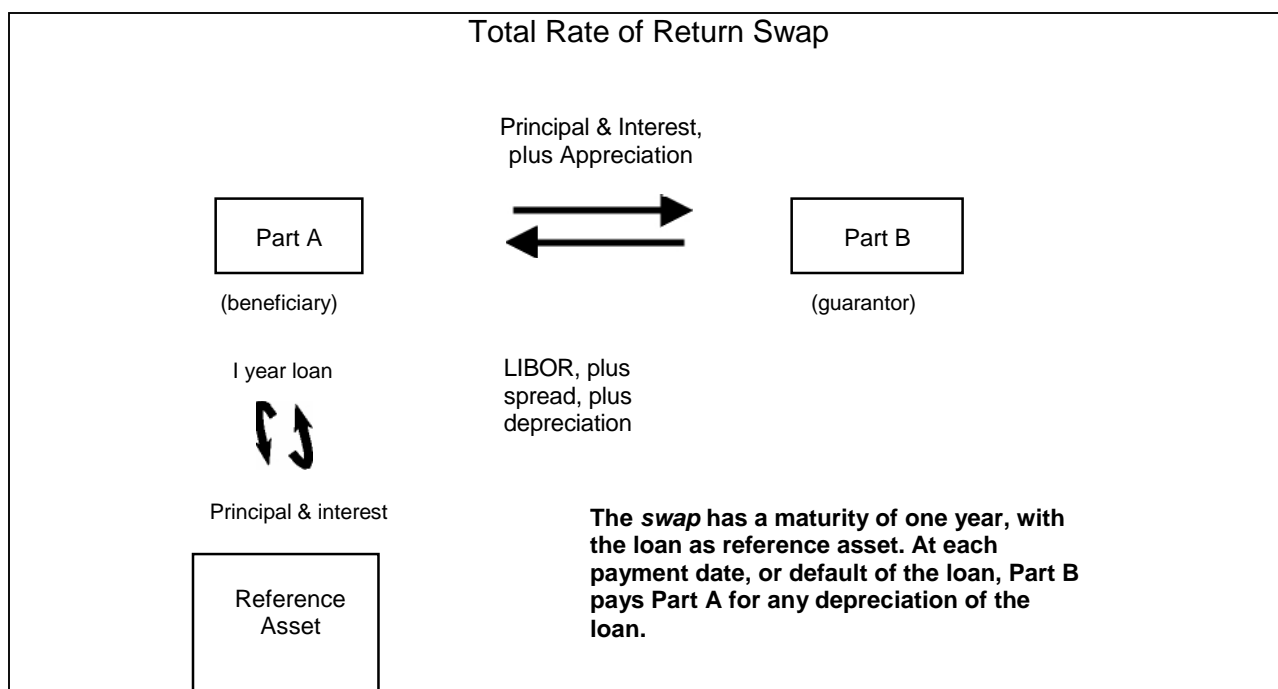 Total Rate of Return Swap
Principal & Interest,
plus Appreciation
Part A
Part B
(beneficiary)
(guarantor)
I year loan
LIBOR, plus
spread, plus
depreciation
Principal & interest
The swap has a maturity of one year, with
the loan as reference asset. At each
payment date, or default of the loan, Part B
pays Part A for any depreciation of the
loan.
Reference
Asset